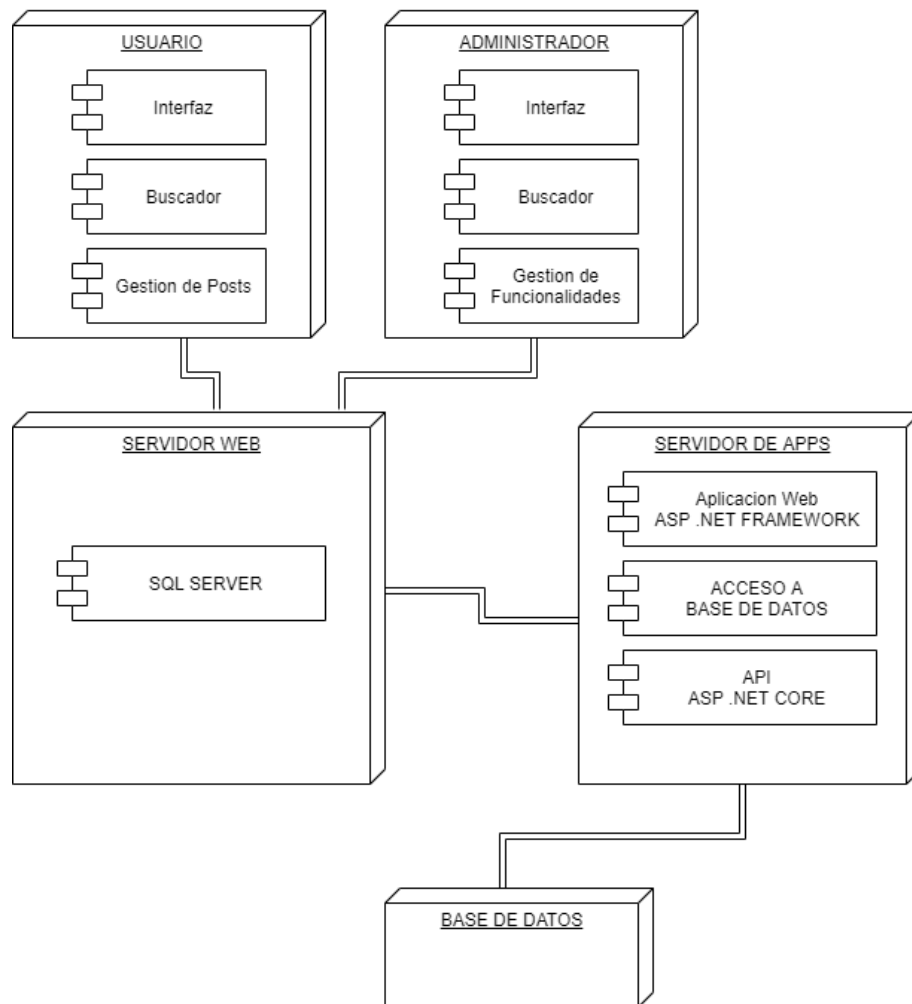 USUARIO
Interfaz
Buscador
Gestion de Posts
ADMINISTRADOR
Interfaz
Buscador
Gestion de
Funcionalidades
SERVIDOR WEB
SQL SERVER
SERVIDOR DE APPS
Aplicacion Web
ASP .NET FRAMEWORK
ACCESO A
BASE DE DATOS
API
ASP .NET CORE
BASE DE DATOS